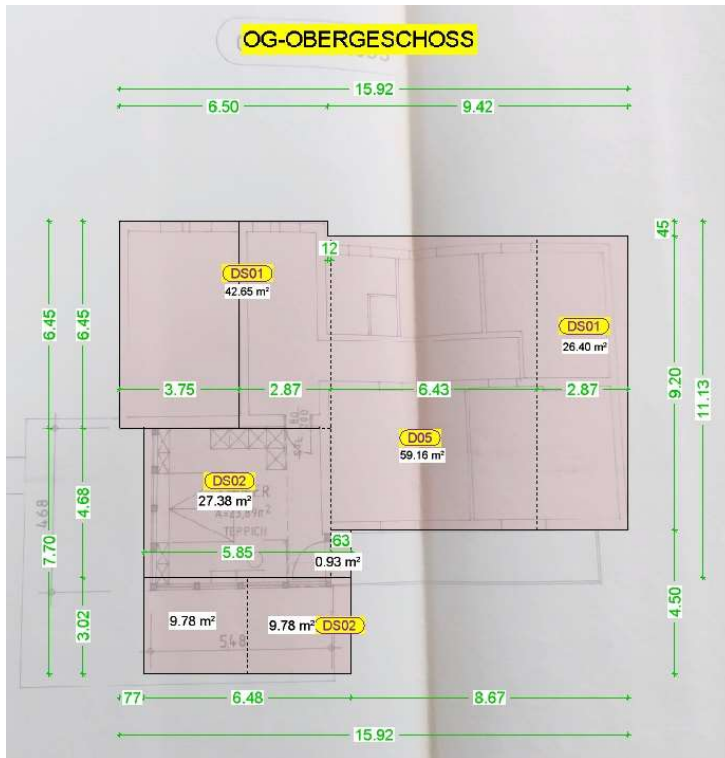 OG-OBERGESCHOSS
15.92
6.50
9.42
12
45
DS01
42.65 m²
DS01
26.40 m²
6.45
6.45
9.20
11.13
3.75
2.87
6.43
2.87
D05
59.16 m²
DS02
27.38 m²
TEPPICH
468
4.68
7.70
63
5.85
0.93 m²
4.50
3.02
9.78 m²
9.78 m²
DS02
548
77
6.48
8.67
15.92